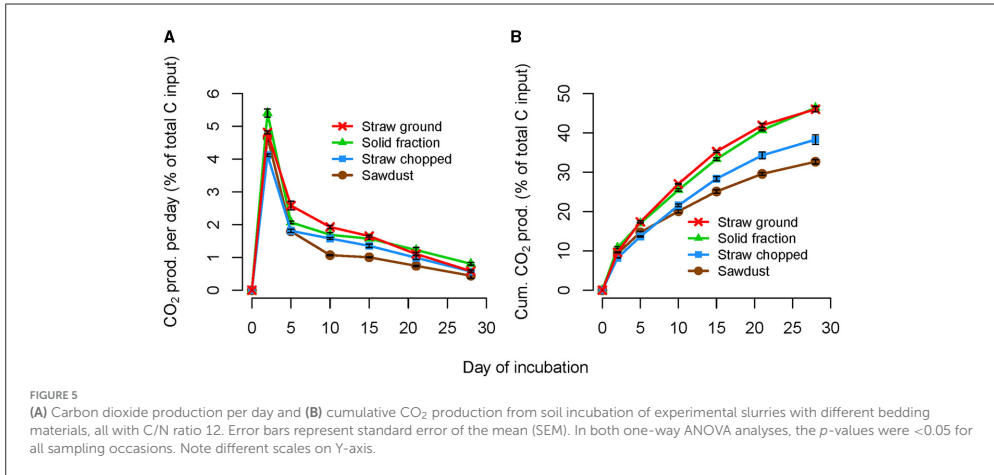 A
B
CO₂ prod. per day (% of total C input)
6
5
4
3
2
1
0
Straw ground
Solid fraction
Straw chopped
Sawdust
0 5 10 15 20 25 30
Cum. CO₂ prod. (% of total C input)
50
40
30
20
10
0
Straw ground
Solid fraction
Straw chopped
Sawdust
0 5 10 15 20 25 30
Day of incubation
FIGURE 5
(A) Carbon dioxide production per day and (B) cumulative CO₂ production from soil incubation of experimental slurries with different bedding
materials, all with C/N ratio 12. Error bars represent standard error of the mean (SEM). In both one-way ANOVA analyses, the p-values were <0.05 for
all sampling occasions. Note different scales on Y-axis.